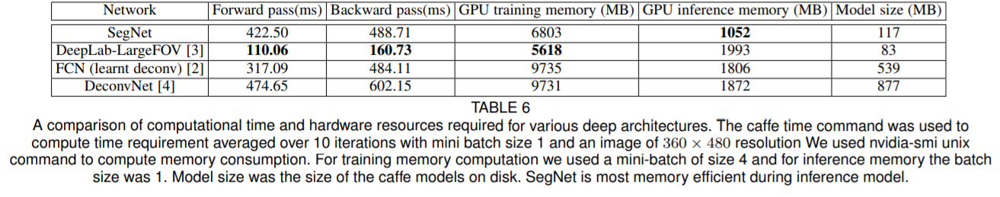 Network Forward pass(ms) Backward pass(ms) GPU training memory (MB) GPU inference memory (MB) Model size (MB)
SegNet 422.50 488.71 6803 1052 117
DeepLab-LargeFOV [3] 110.06 160.73 5618 1993 83
FCN (learnt deconv) [2] 317.09 484.11 9735 1806 539
DeconvNet [4] 474.65 602.15 9731 1872 877
TABLE 6
A comparison of computational time and hardware resources required for various deep architectures. The caffe time command was used to
compute time requirement averaged over 10 iterations with mini batch size 1 and an image of 360 × 480 resolution We used nvidia-smi unix
command to compute memory consumption. For training memory computation we used a mini-batch of size 4 and for inference memory the batch
size was 1. Model size was the size of the caffe models on disk. SegNet is most memory efficient during inference model.